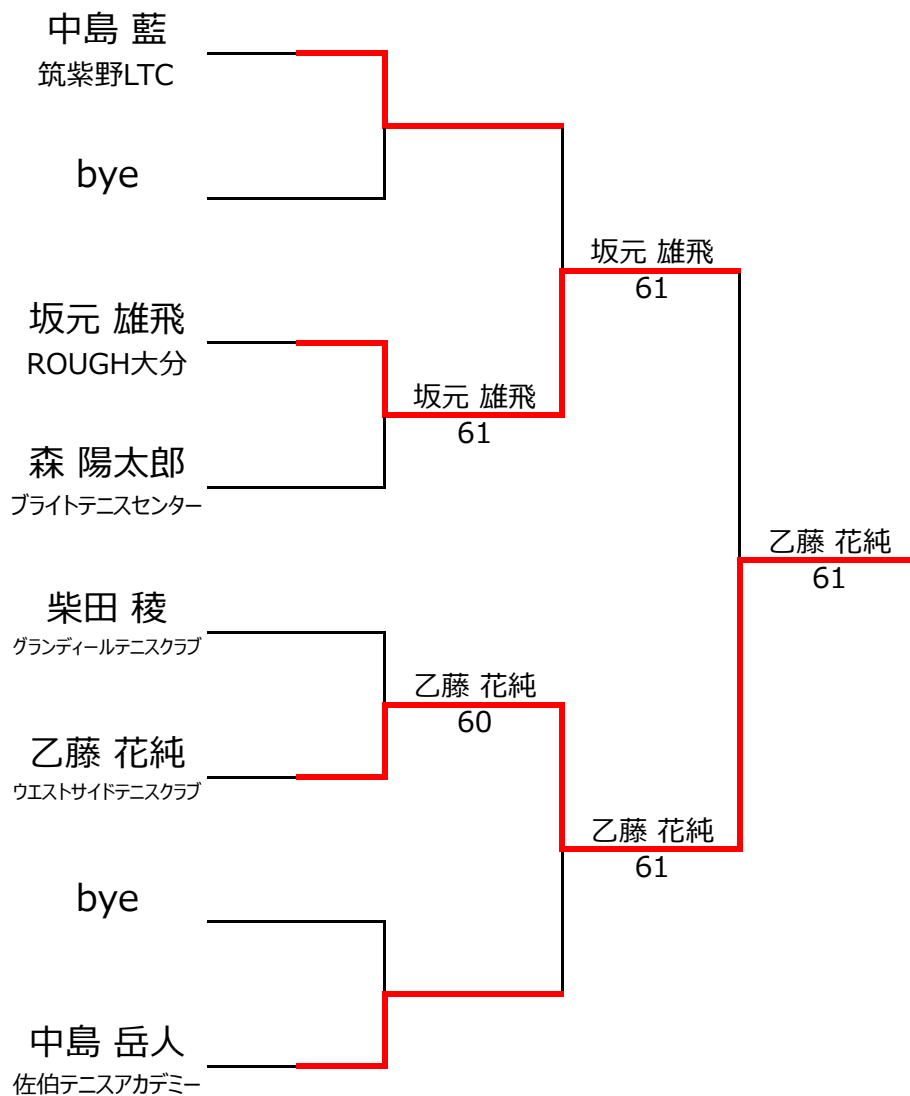 中島 藍
筑紫野LTC
bye
坂元 雄飛
61
坂元 雄飛
ROUGH大分
坂元 雄飛
61
森 陽太郎
ブライトテニスセンター
乙藤 花純
61
柴田 稜
グランディールテニスクラブ
乙藤 花純
60
乙藤 花純
ウエストサイドテニスクラブ
乙藤 花純
61
bye
中島 岳人
佐伯テニスアカデミー